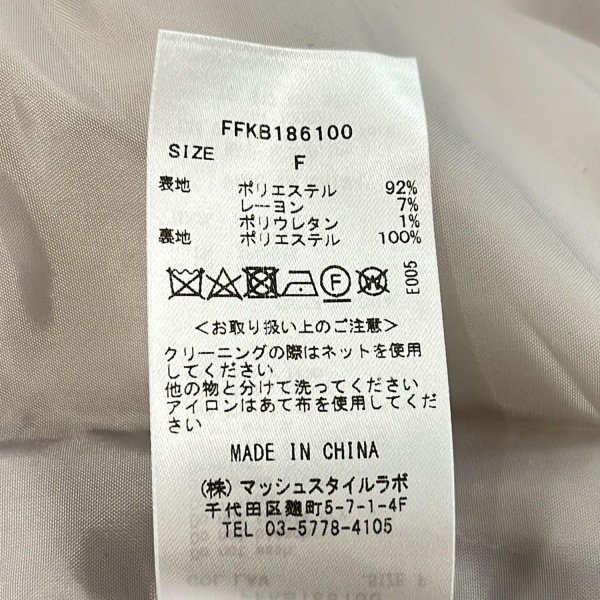 FFKB186100
SIZE F
表地 ポリエステル 92%
レーヨン 7%
ポリウレタン 1%
裏地 ポリエステル 100%
F E005
<お取り扱い上のご注意>
クリーニングの際はネットを使用
してください
他の物と分けて洗ってください
アイロンはあて布を使用してくだ
さい
MADE IN CHINA
(株) マッシュスタイルラボ
千代田区麹町5-7-1-4F
TEL 03-5778-4105